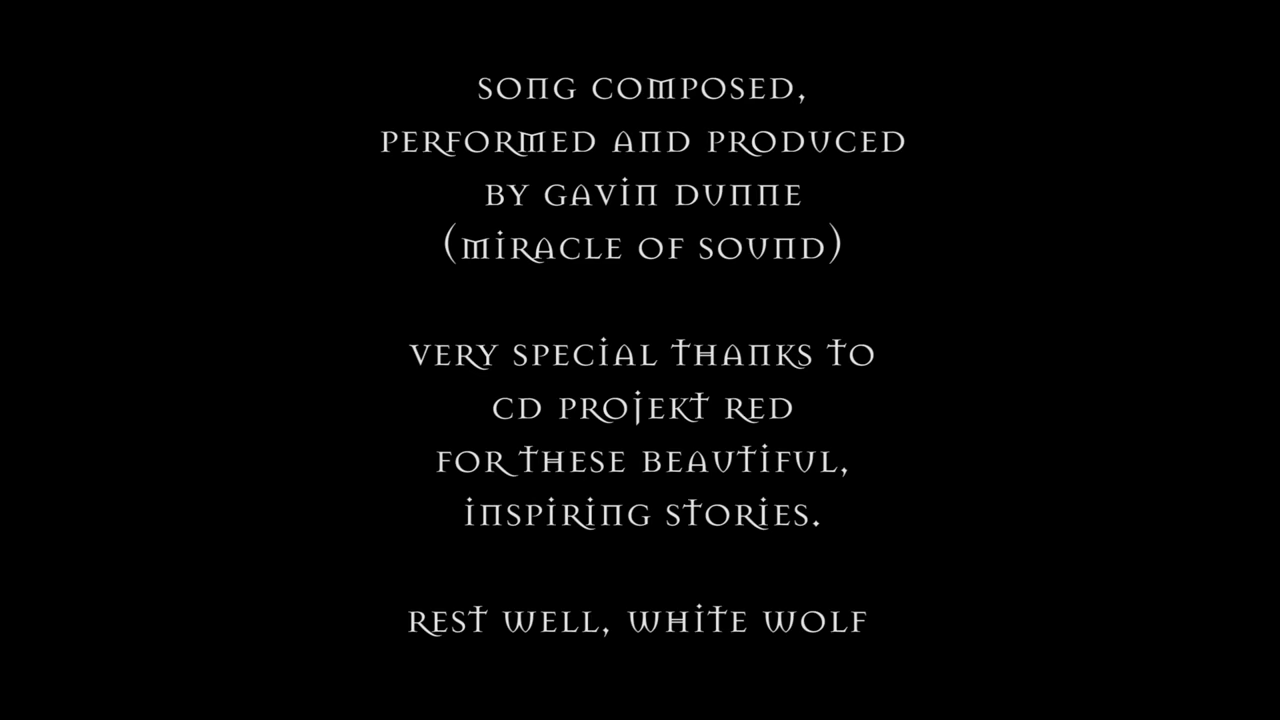 SONG COMPOSED,
PERFORMED AND PRODUCED
BY GAViN DUNNE
(MiRACLE OF SOUND)
VERY SPECiAL THANKS TO
CD PROjEKT RED
FOR THESE BEAUTiFUL,
iNSPiRiNG STORiES.
REST WELL, WHiTE WOLF